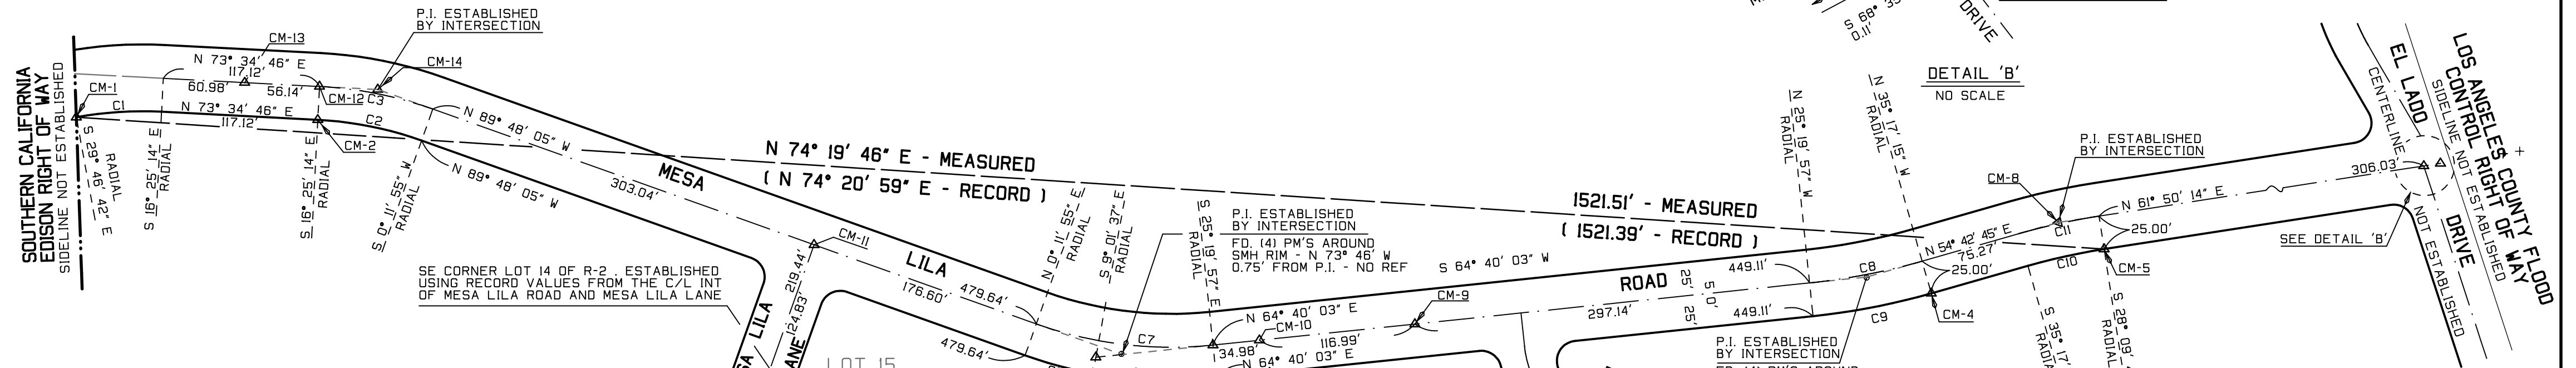 P.I. ESTABLISHED
BY INTERSECTION
CM-13
CM-14
N 73° 34' 46" E
117.12'
60.98'
56.14'
CM-12
C3
CM-1
C1
N 73° 34' 46" E
117.12'
C2
CM-2
SOUTHERN CALIFORNIA
EDISON RIGHT OF WAY
SIDELINE NOT ESTABLISHED
S 29° 46' 42" E
RADIAL
S 16° 25' 14" E
RADIAL
S 16° 25' 14" E
RADIAL
S 0° 11' 55" W
RADIAL
N 89° 48' 05" W
N 89° 48' 05" W
303.04'
MESA
LILA
ROAD
N 74° 19' 46" E - MEASURED
( N 74° 20' 59" E - RECORD )
1521.51' - MEASURED
( 1521.39' - RECORD )
SE CORNER LOT 14 OF R-2 , ESTABLISHED
USING RECORD VALUES FROM THE C/L INT
OF MESA LILA ROAD AND MESA LILA LANE
CM-11
219.44'
124.83'
LILA
LOT 15
176.60'
479.64'
479.64'
N 0° 11' 55" E
RADIAL
S 9° 01' 37" E
RADIAL
S 25° 19' 57" E
RADIAL
P.I. ESTABLISHED
BY INTERSECTION
FD. (4) PM'S AROUND
SMH RIM - N 73° 46' W
0.75' FROM P.I. - NO REF
C7
N 64° 40' 03" E
CM-10
34.98'
116.99'
N 64° 40' 03" E
CM-9
S 64° 40' 03" W
297.14'
25'
25'
449.11'
449.11'
N 25° 19' 57" W
RADIAL
N 35° 17' 15" W
RADIAL
C8
C9
N 54° 42' 45" E
75.27'
25.00'
CM-4
P.I. ESTABLISHED
BY INTERSECTION
CM-8
P.I. ESTABLISHED
BY INTERSECTION
N 61° 50' 14" E
306.03'
25.00'
C10
CM-5
S 35° 17'
S 28° 09'
RADIAL
SEE DETAIL 'B'
DETAIL 'B'
NO SCALE
0.11'
DRIVE
EL LADO
DRIVE
CENTERLINE
NOT ESTABLISHED
SIDELINE NOT ESTABLISHED
LOS ANGELES COUNTY FLOOD
CONTROL RIGHT OF WAY